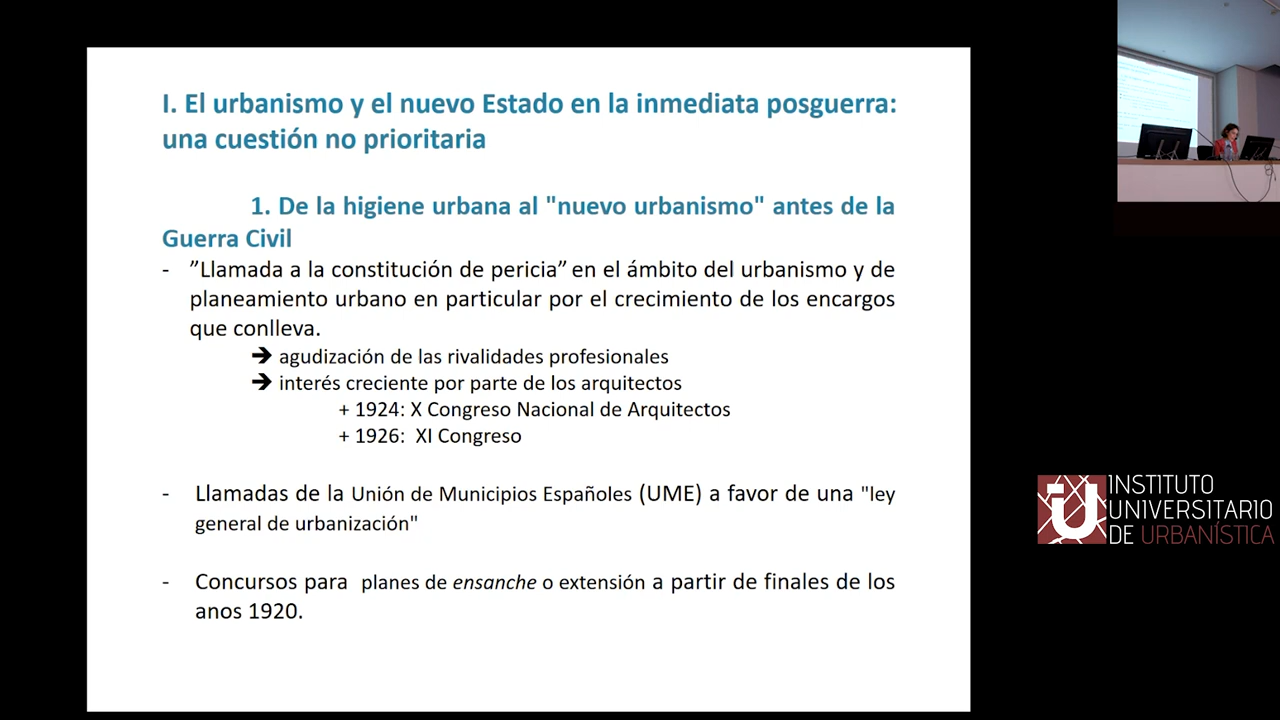 I. El urbanismo y el nuevo Estado en la inmediata posguerra:
una cuestión no prioritaria
1. De la higiene urbana al "nuevo urbanismo" antes de la
Guerra Civil
- ”Llamada a la constitución de pericia” en el ámbito del urbanismo y de
planeamiento urbano en particular por el crecimiento de los encargos
que conlleva.
➔ agudización de las rivalidades profesionales
➔ interés creciente por parte de los arquitectos
+ 1924: X Congreso Nacional de Arquitectos
+ 1926: XI Congreso
- Llamadas de la Unión de Municipios Españoles (UME) a favor de una "ley
general de urbanización"
- Concursos para planes de ensanche o extensión a partir de finales de los
anos 1920.
INSTITUTO
UNIVERSITARIO
DE URBANÍSTICA